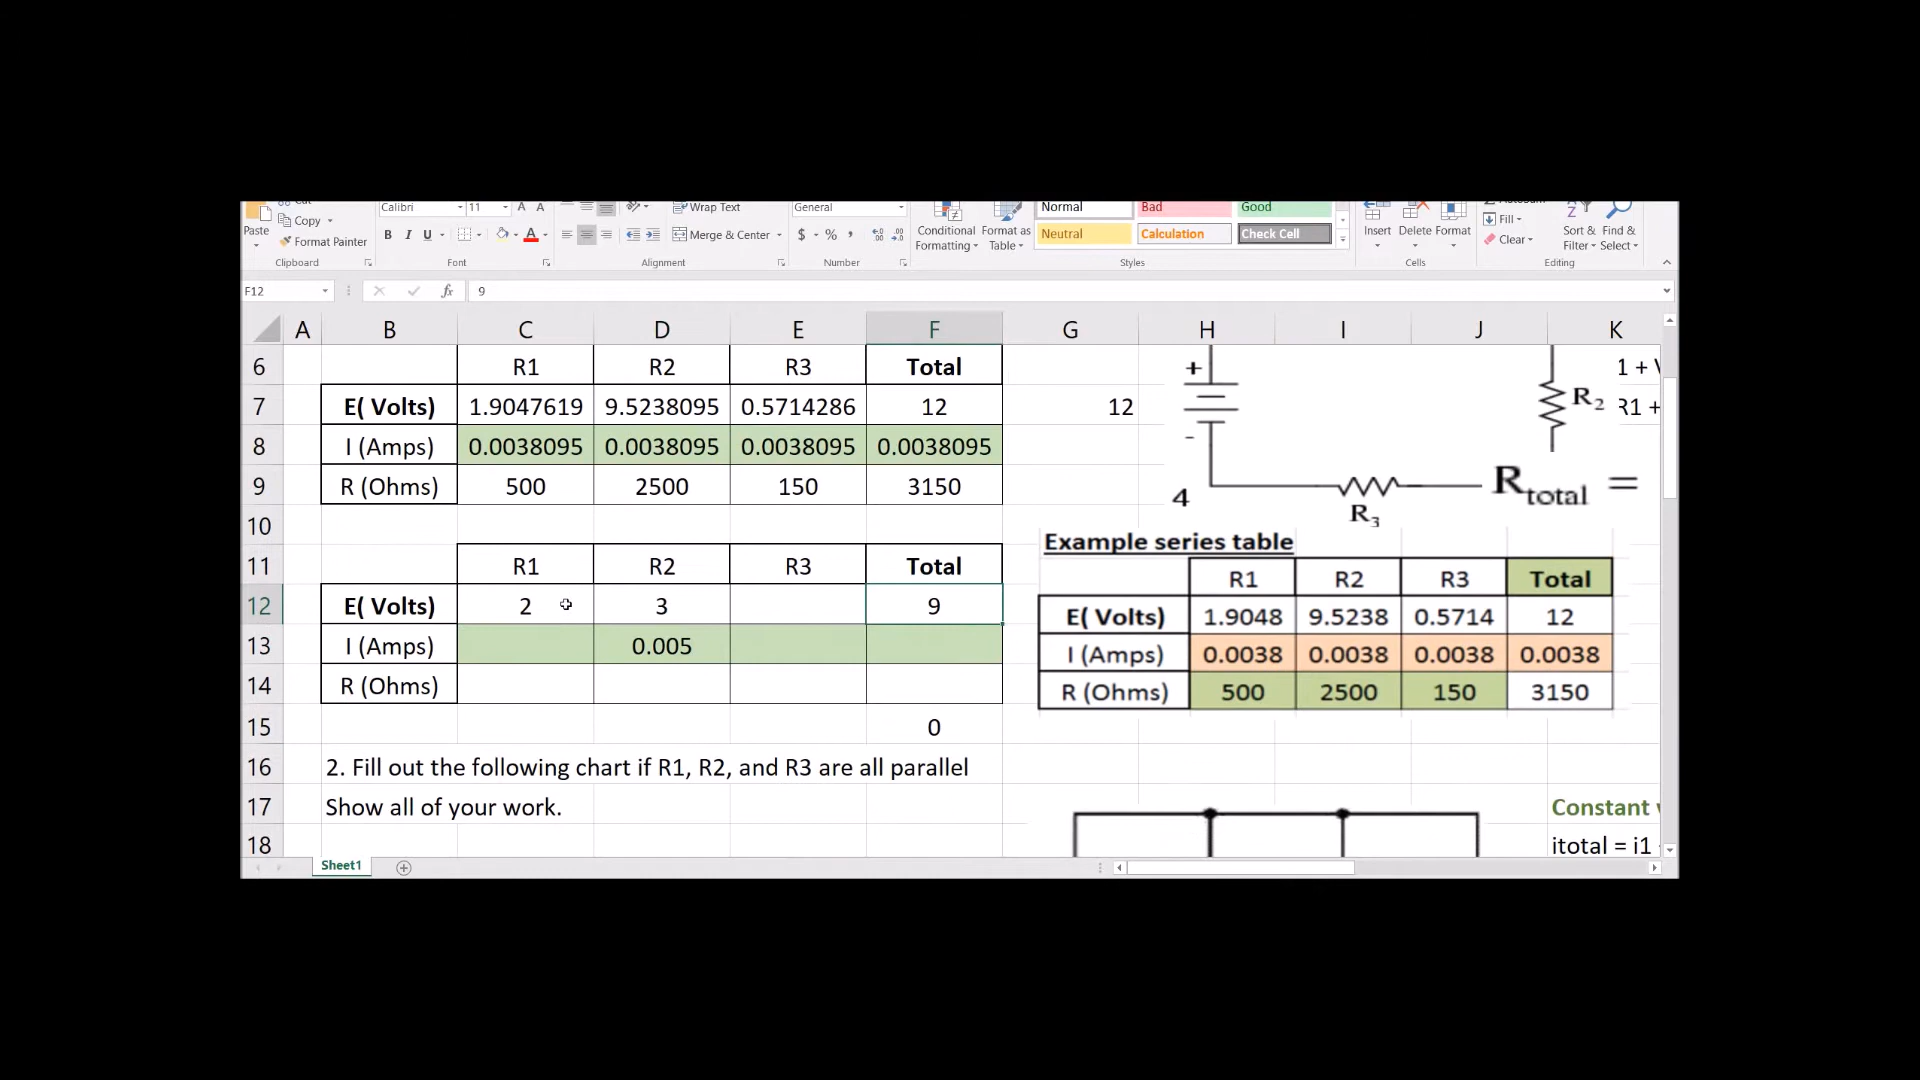 Cut
Copy
Paste
Format Painter
Clipboard
Calibri 11 A A
B I U A
Font
Wrap Text
Merge & Center
Alignment
General
$ % ,
Number
Conditional Formatting
Format as Table
Normal Bad Good
Neutral Calculation Check Cell
Styles
Insert Delete Format
Cells
Fill
Clear
Sort & Filter
Find & Select
Editing
F12 fx 9
A B C D E F G H I J K
6 R1 R2 R3 Total
7 E( Volts) 1.9047619 9.5238095 0.5714286 12 12
8 I (Amps) 0.0038095 0.0038095 0.0038095 0.0038095
9 R (Ohms) 500 2500 150 3150
10
11 R1 R2 R3 Total
12 E( Volts) 2 3 9
13 I (Amps) 0.005
14 R (Ohms)
15 0
16 2. Fill out the following chart if R1, R2, and R3 are all parallel
17 Show all of your work.
18
+
-
4
R2
R3
1 +
R1 +
Rtotal =
Example series table
R1 R2 R3 Total
E( Volts) 1.9048 9.5238 0.5714 12
I (Amps) 0.0038 0.0038 0.0038 0.0038
R (Ohms) 500 2500 150 3150
Constant
itotal = i1
Sheet1